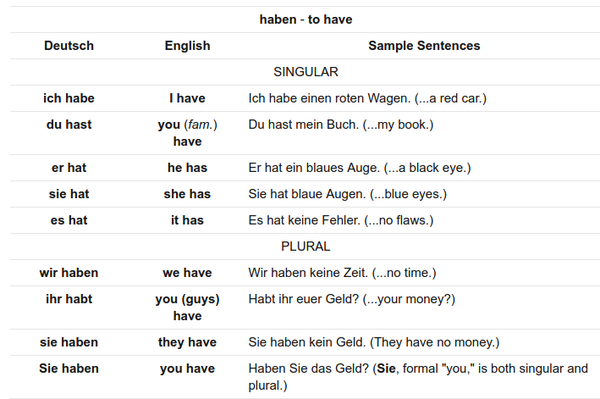 haben - to have
Deutsch English Sample Sentences
SINGULAR
ich habe I have Ich habe einen roten Wagen. (...a red car.)
du hast you (fam.) have Du hast mein Buch. (...my book.)
er hat he has Er hat ein blaues Auge. (...a black eye.)
sie hat she has Sie hat blaue Augen. (...blue eyes.)
es hat it has Es hat keine Fehler. (...no flaws.)
PLURAL
wir haben we have Wir haben keine Zeit. (...no time.)
ihr habt you (guys) have Habt ihr euer Geld? (...your money?)
sie haben they have Sie haben kein Geld. (They have no money.)
Sie haben you have Haben Sie das Geld? (Sie, formal "you," is both singular and
plural.)